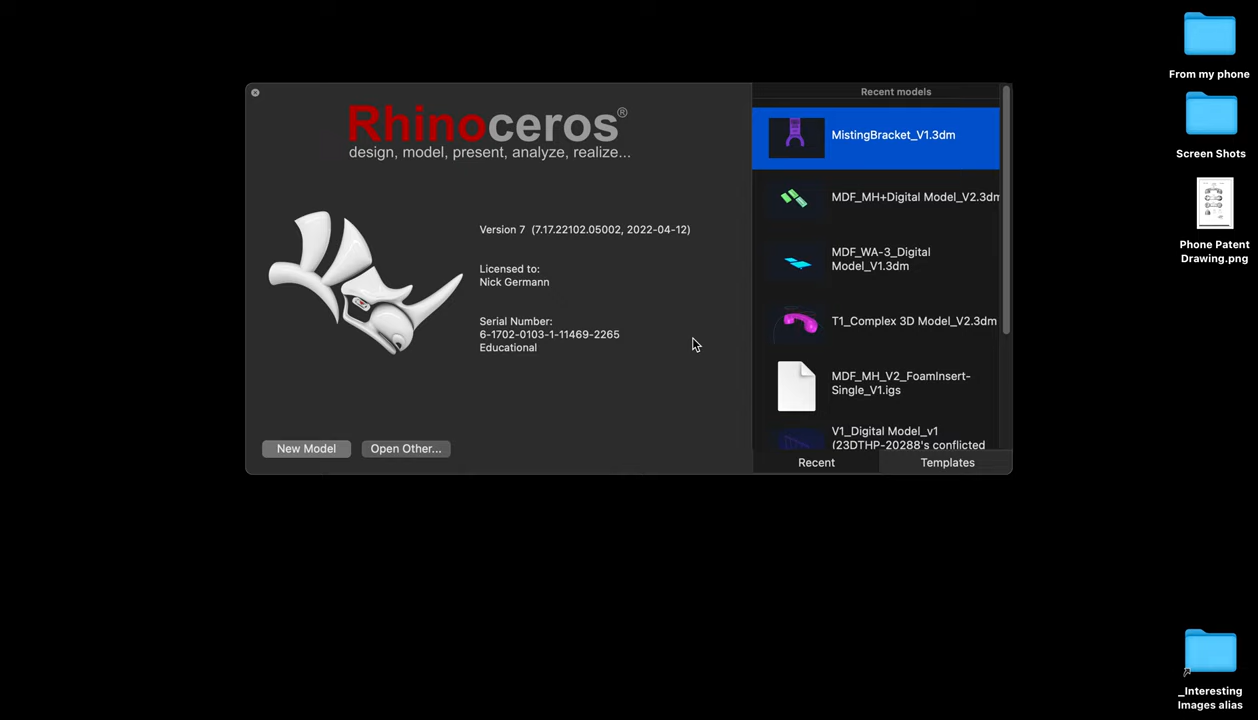 Rhinoceros®
design, model, present, analyze, realize...
Version 7 (7.17.22102.05002, 2022-04-12)
Licensed to:
Nick Germann
Serial Number:
6-1702-0103-1-11469-2265
Educational
New Model
Open Other...
Recent models
MistingBracket_V1.3dm
MDF_MH+Digital Model_V2.3dm
MDF_WA-3_Digital
Model_V1.3dm
T1_Complex 3D Model_V2.3dm
MDF_MH_V2_FoamInsert-
Single_V1.igs
V1_Digital Model_v1
(23DTHP-20288's conflicted
Recent
Templates
From my phone
Screen Shots
Phone Patent
Drawing.png
_Interesting
Images alias